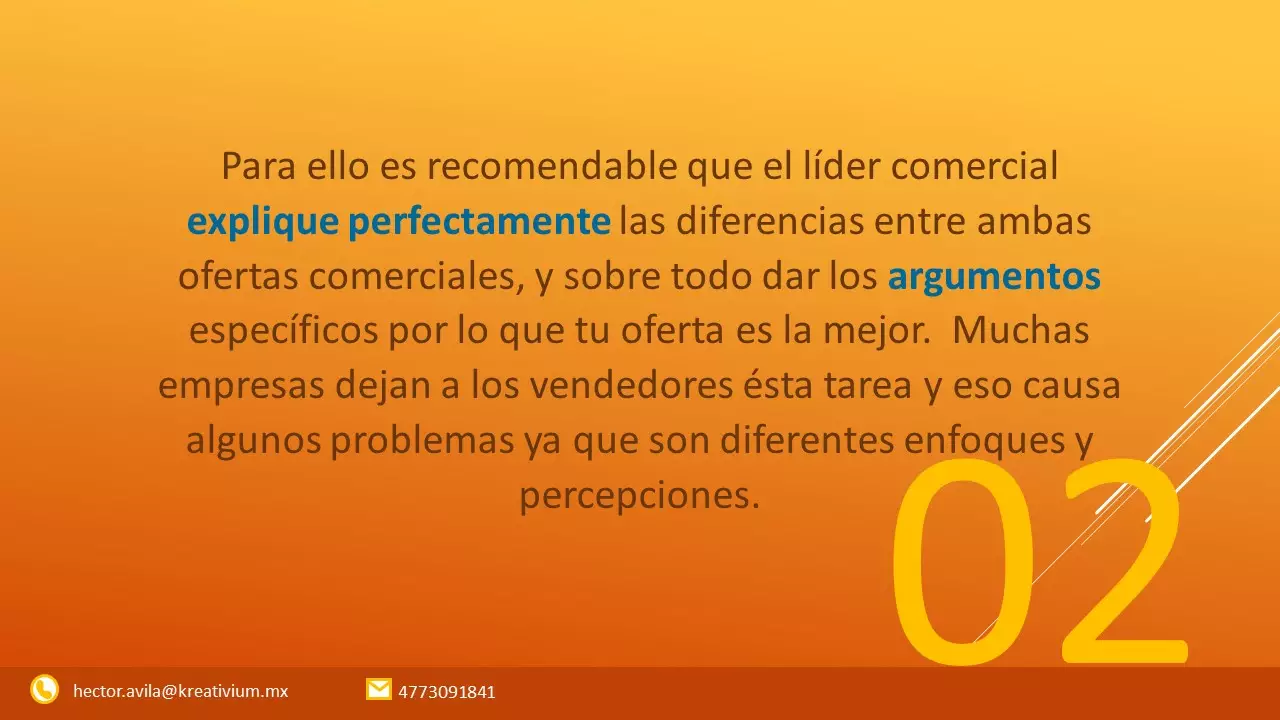 Para ello es recomendable que el líder comercial
explique perfectamente las diferencias entre ambas
ofertas comerciales, y sobre todo dar los argumentos
específicos por lo que tu oferta es la mejor.  Muchas
empresas dejan a los vendedores ésta tarea y eso causa
algunos problemas ya que son diferentes enfoques y
percepciones.
02
hector.avila@kreativium.mx
4773091841